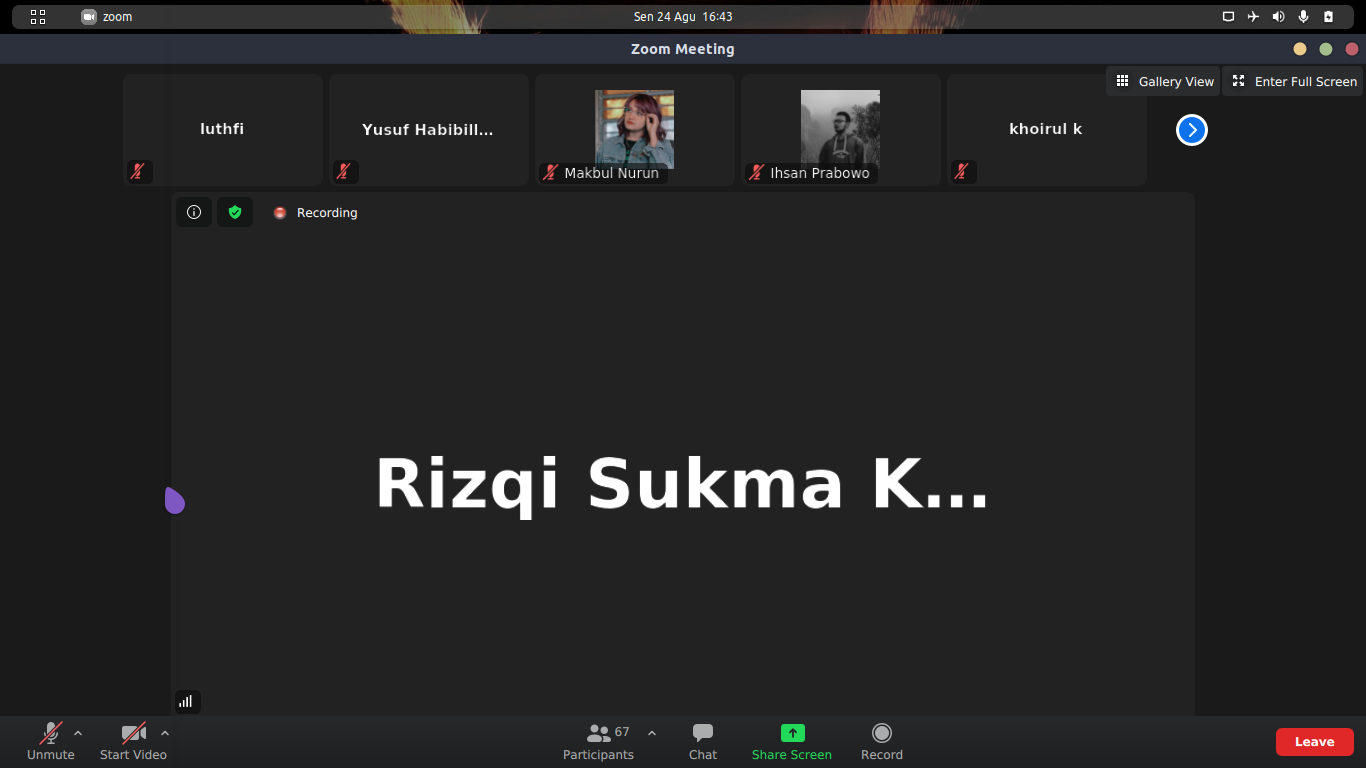 zoom
Sen 24 Agu 16:43
Zoom Meeting
Gallery View
Enter Full Screen
luthfi
Yusuf Habibill...
Makbul Nurun
Ihsan Prabowo
khoirul k
Recording
Rizqi Sukma K...
Unmute
Start Video
67
Participants
Chat
Share Screen
Record
Leave